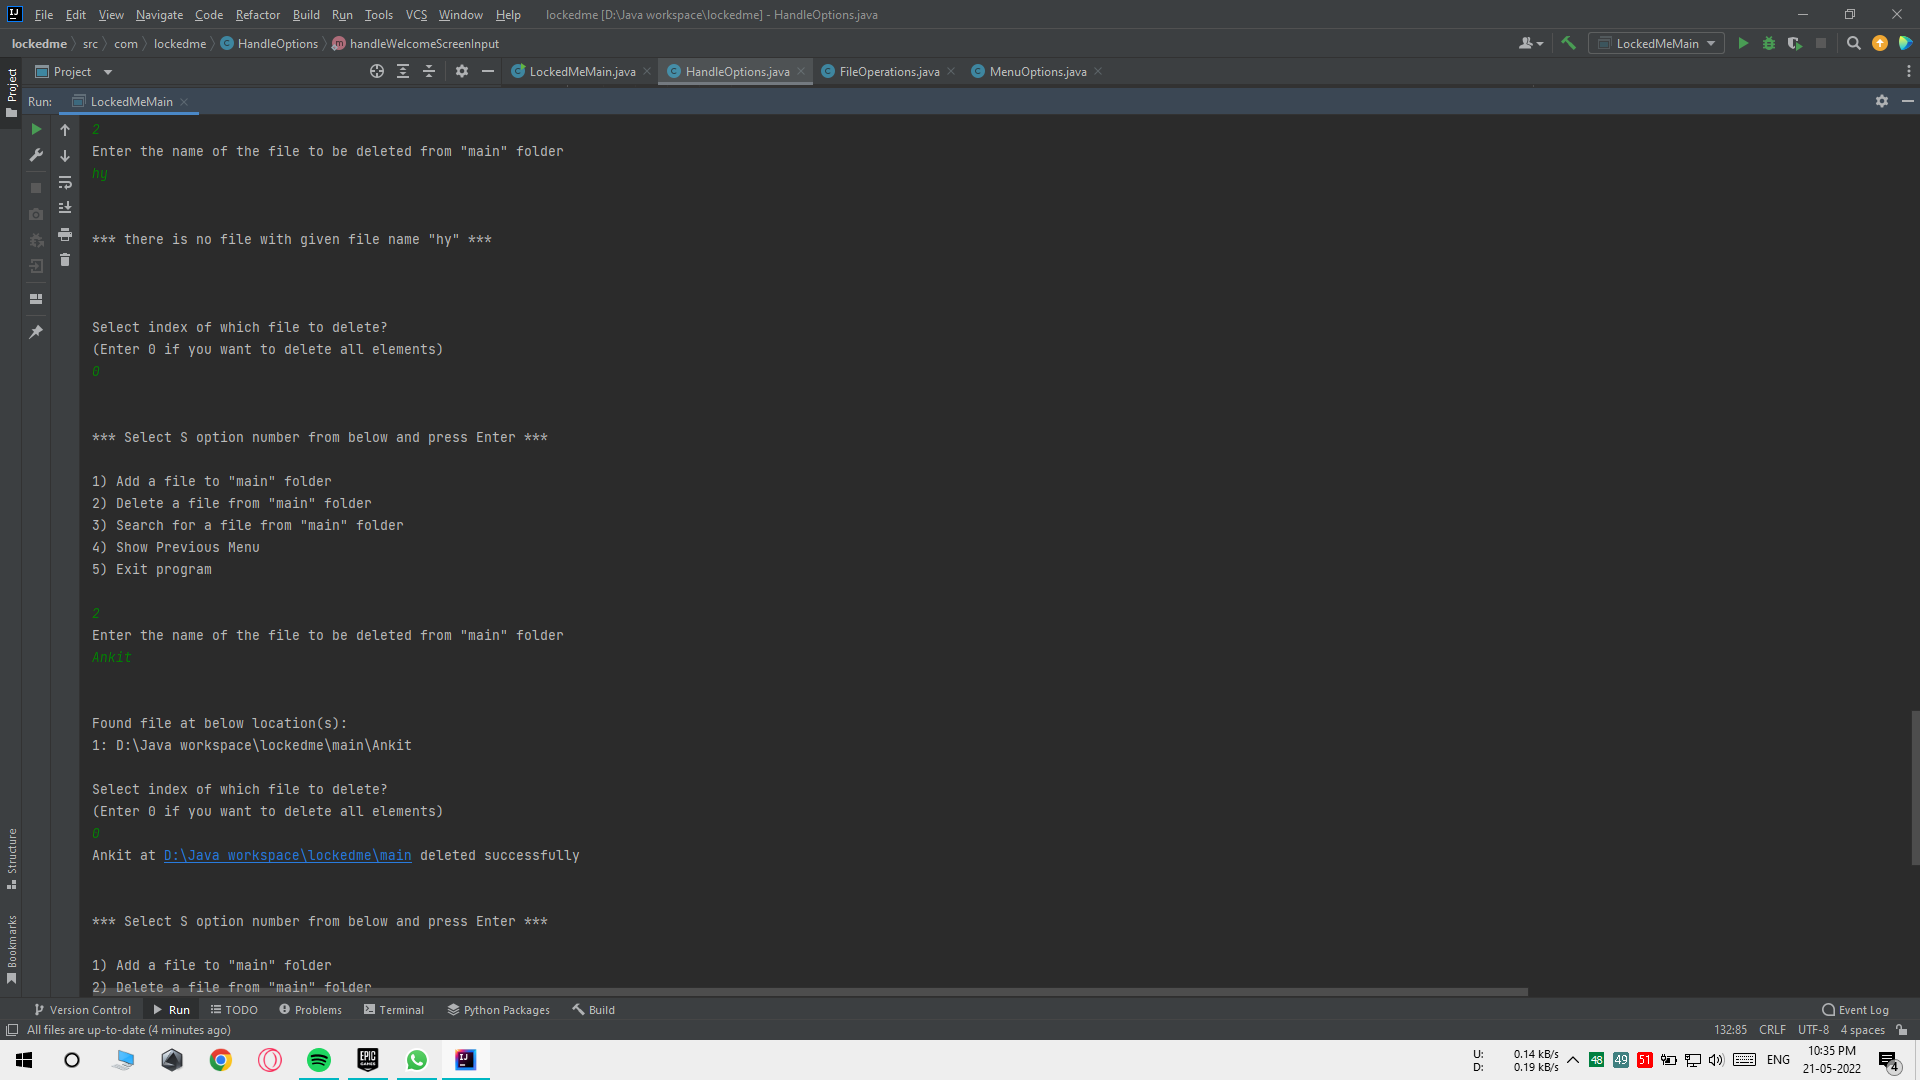 File Edit View Navigate Code Refactor Build Run Tools VCS Window Help lockedme [D:\Java workspace\lockedme] - HandleOptions.java
lockedme src com lockedme HandleOptions handleWelcomeScreenInput LockedMeMain
Project LockedMeMain.java HandleOptions.java FileOperations.java MenuOptions.java
Project
Run: LockedMeMain
2
Enter the name of the file to be deleted from "main" folder
hy
*** there is no file with given file name "hy" ***
Select index of which file to delete?
(Enter 0 if you want to delete all elements)
0
*** Select S option number from below and press Enter ***
1) Add a file to "main" folder
2) Delete a file from "main" folder
3) Search for a file from "main" folder
4) Show Previous Menu
5) Exit program
2
Enter the name of the file to be deleted from "main" folder
Ankit
Found file at below location(s):
1: D:\Java workspace\lockedme\main\Ankit
Select index of which file to delete?
(Enter 0 if you want to delete all elements)
0
Ankit at D:\Java workspace\lockedme\main deleted successfully
*** Select S option number from below and press Enter ***
1) Add a file to "main" folder
2) Delete a file from "main" folder
Structure
Bookmarks
Version Control Run TODO Problems Terminal Python Packages Build Event Log
All files are up-to-date (4 minutes ago) 132:85 CRLF UTF-8 4 spaces
U: 0.14 kB/s
D: 0.19 kB/s
48 49 51 ENG
10:35 PM
21-05-2022
4
EPIC GAMES
IJ